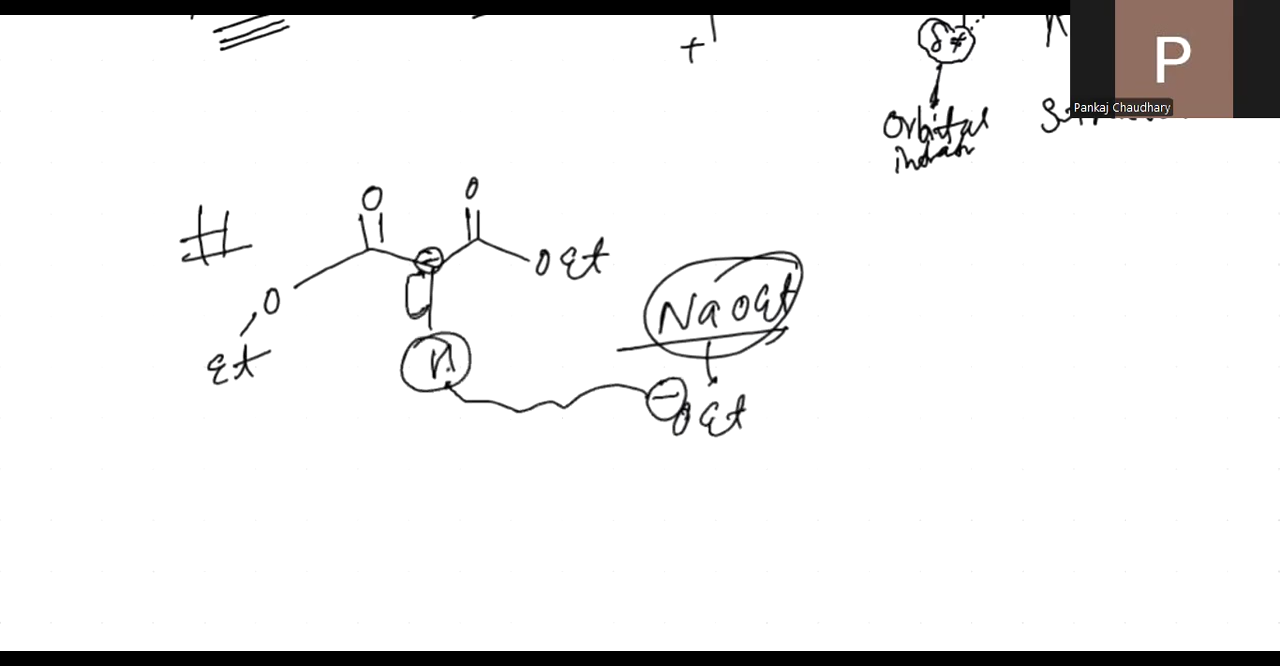 P
Pankaj Chaudhary
+
δ*
Orbital
#
O
O
O
OEt
Et
NaOEt
H
⊖OEt